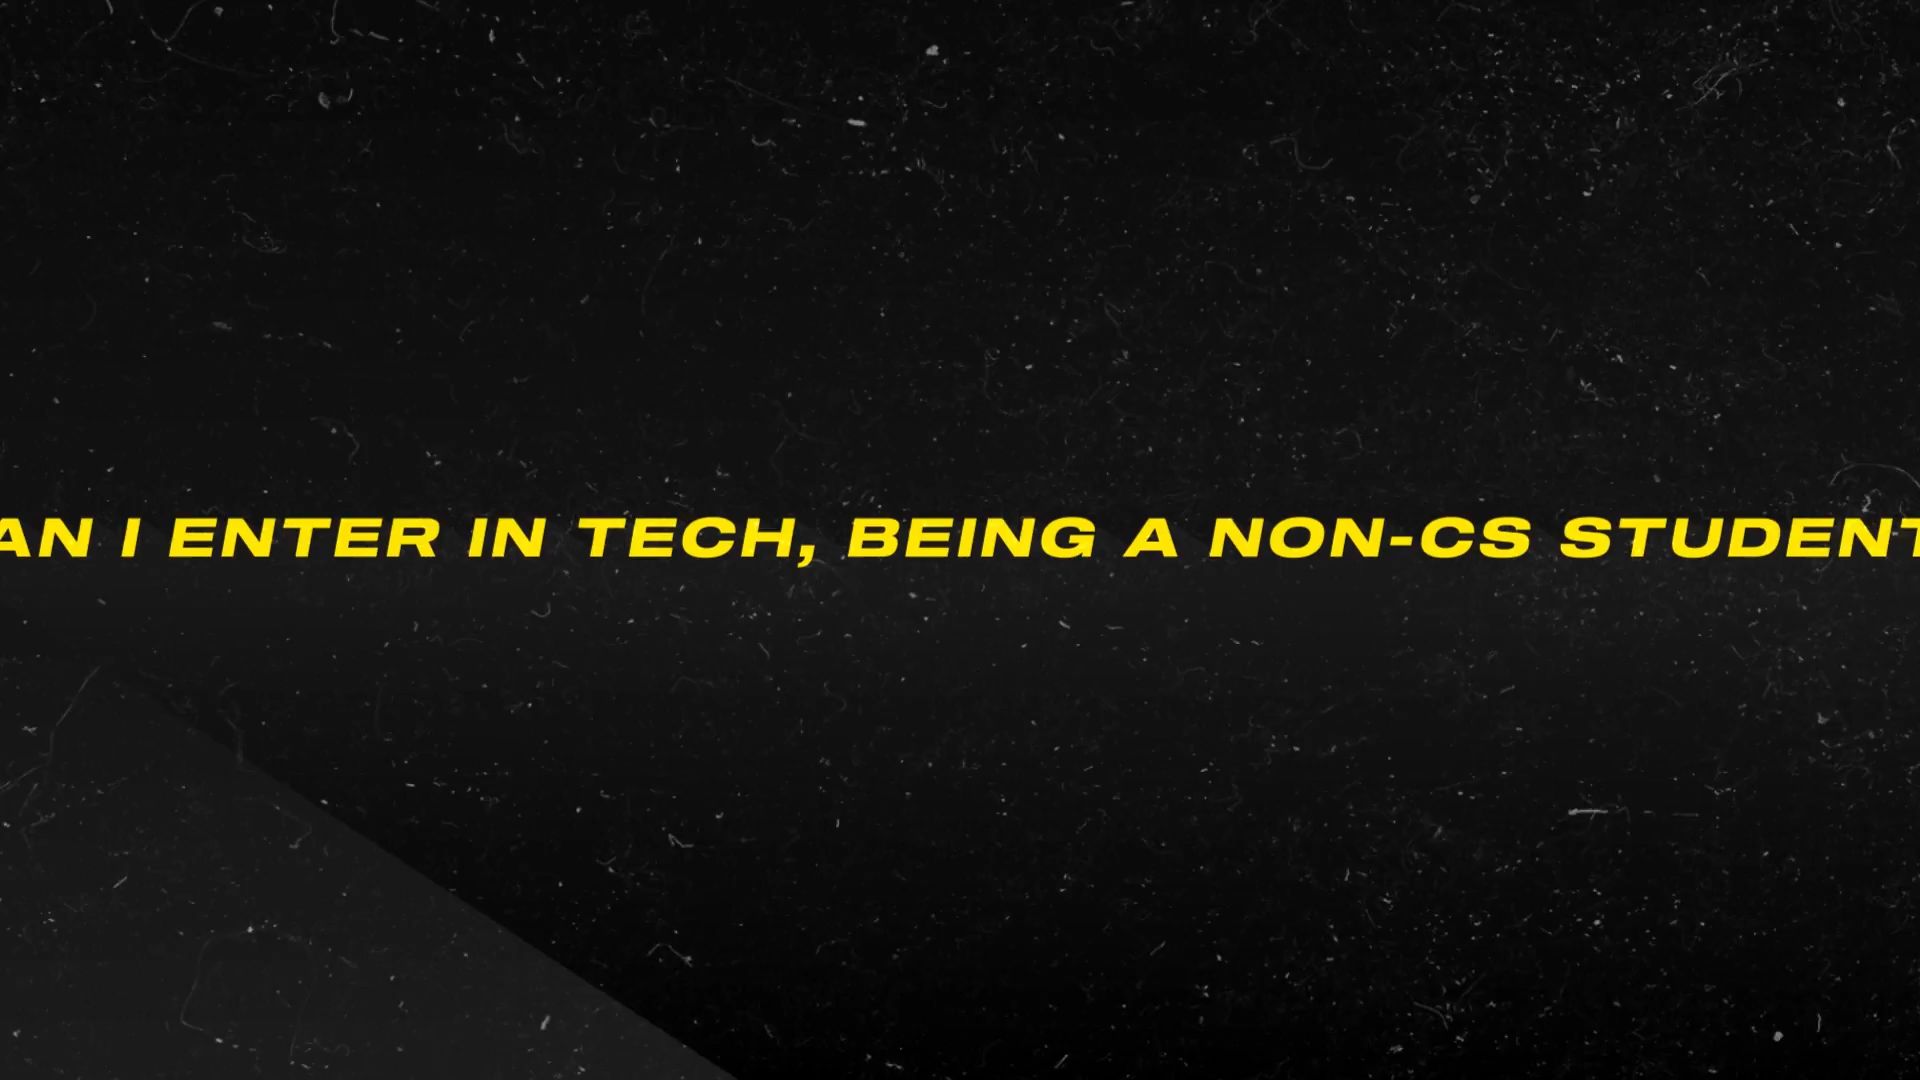 AN I ENTER IN TECH, BEING A NON-CS STUDENT